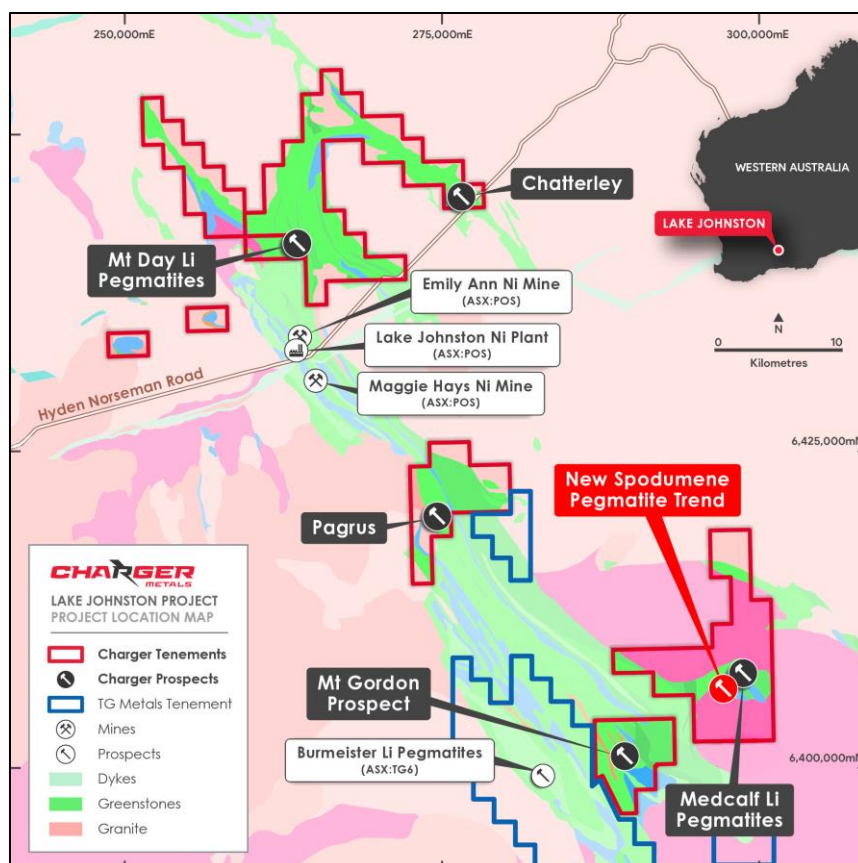 250,000mE
275,000mE
300,000mE
WESTERN AUSTRALIA
LAKE JOHNSTON
N
0 10
Kilometres
Chatterley
Mt Day Li
Pegmatites
Emily Ann Ni Mine
(ASX:POS)
Lake Johnston Ni Plant
(ASX:POS)
Maggie Hays Ni Mine
(ASX:POS)
Hyden Norseman Road
6,425,000mN
New Spodumene
Pegmatite Trend
Pagrus
Mt Gordon
Prospect
Burmeister Li Pegmatites
(ASX:TG6)
6,400,000mN
Medcalf Li
Pegmatites
CHARGER
METALS
LAKE JOHNSTON PROJECT
PROJECT LOCATION MAP
Charger Tenements
Charger Prospects
TG Metals Tenement
Mines
Prospects
Dykes
Greenstones
Granite